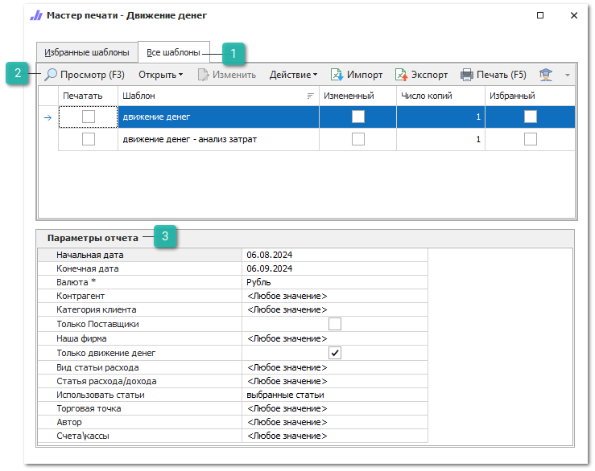 Мастер печати - Движение денег
Избранные шаблоны Все шаблоны 1
2 Просмотр (F3) Открыть Изменить Действие Импорт Экспорт Печать (F5)
Печатать Шаблон Измененный Число копий Избранный
движение денег 1
движение денег - анализ затрат 1
Параметры отчета 3
Начальная дата 06.08.2024
Конечная дата 06.09.2024
Валюта * Рубль
Контрагент <Любое значение>
Категория клиента <Любое значение>
Только Поставщики
Наша фирма <Любое значение>
Только движение денег
Вид статьи расхода <Любое значение>
Статья расхода/дохода <Любое значение>
Использовать статьи выбранные статьи
Торговая точка <Любое значение>
Автор <Любое значение>
Счета\кассы <Любое значение>